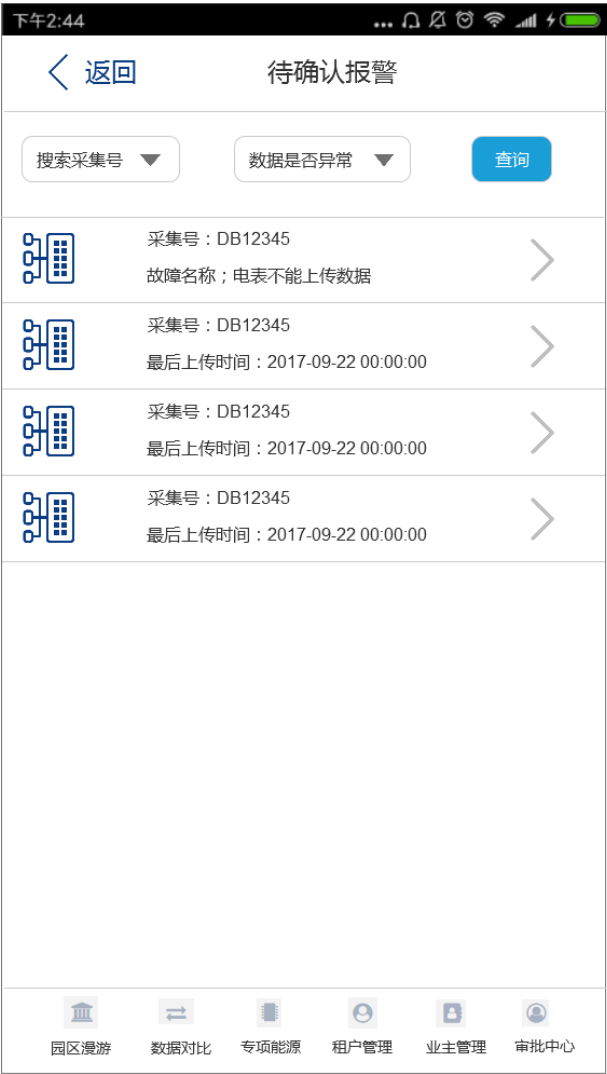 下午2:44
返回 待确认报警
搜索采集号 数据是否异常 查询
采集号：DB12345
故障名称；电表不能上传数据
采集号：DB12345
最后上传时间：2017-09-22 00:00:00
采集号：DB12345
最后上传时间：2017-09-22 00:00:00
采集号：DB12345
最后上传时间：2017-09-22 00:00:00
园区漫游 数据对比 专项能源 租户管理 业主管理 审批中心